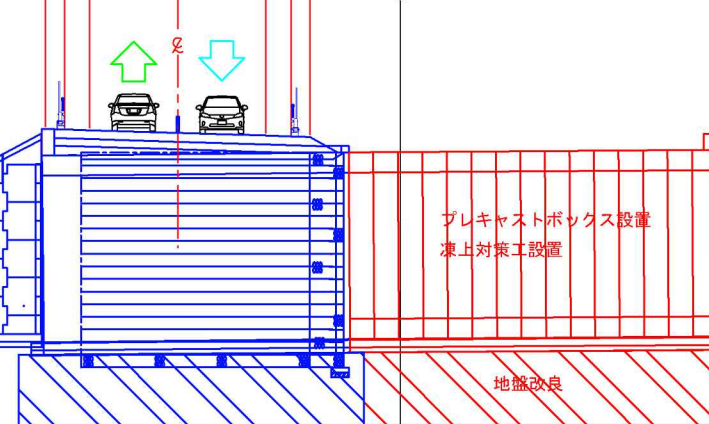 ℄
プレキャストボックス設置
凍上対策工設置
地盤改良